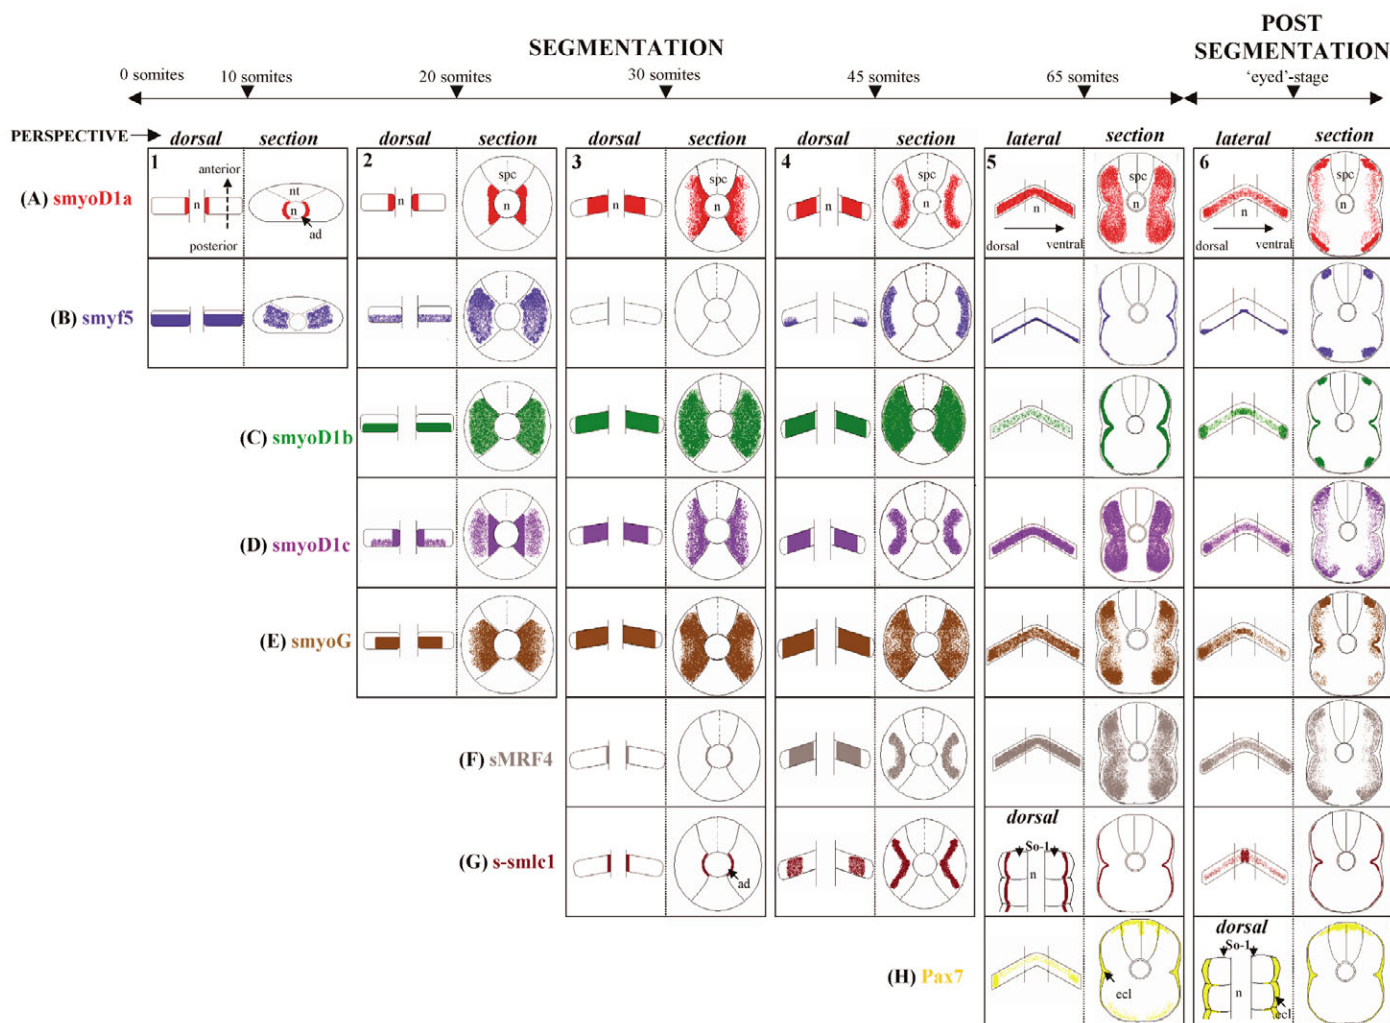 SEGMENTATION
POST
SEGMENTATION
0 somites 10 somites 20 somites 30 somites 45 somites 65 somites 'eyed'-stage
PERSPECTIVE dorsal section dorsal section dorsal section dorsal section lateral section lateral section
1 2 3 4 5 6
anterior
nt spc spc spc spc spc
(A) smyoD1a n n n n n n n n n n n n
ad
posterior dorsal ventral dorsal ventral
(B) smyf5
(C) smyoD1b
(D) smyoD1c
(E) smyoG
(F) sMRF4
dorsal
So-1
(G) s-smlc1 n
ad
dorsal
So-1
(H) Pax7
ecl n ecl